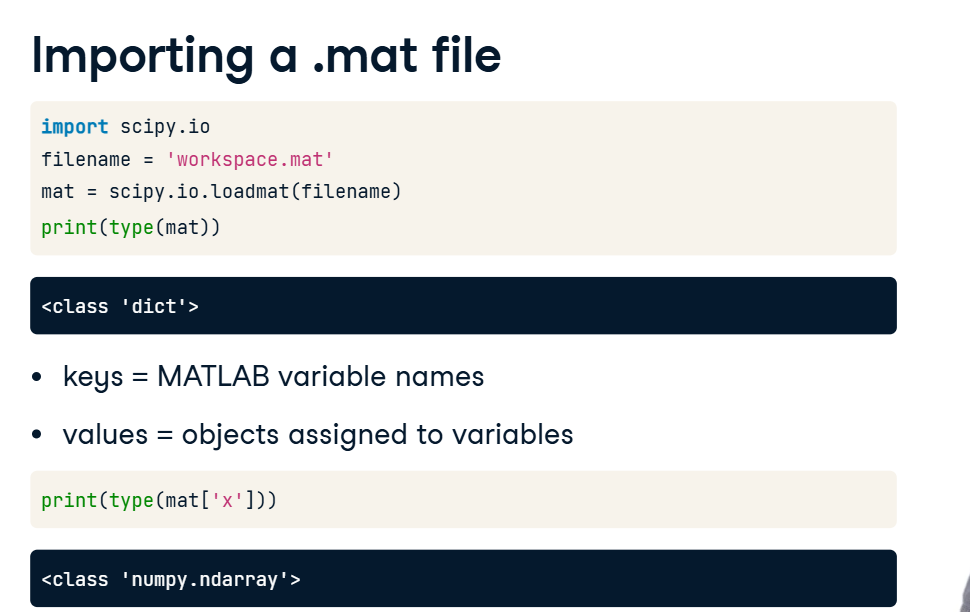 Importing a .mat file
import scipy.io
filename = 'workspace.mat'
mat = scipy.io.loadmat(filename)
print(type(mat))
<class 'dict'>
• keys = MATLAB variable names
• values = objects assigned to variables
print(type(mat['x']))
<class 'numpy.ndarray'>